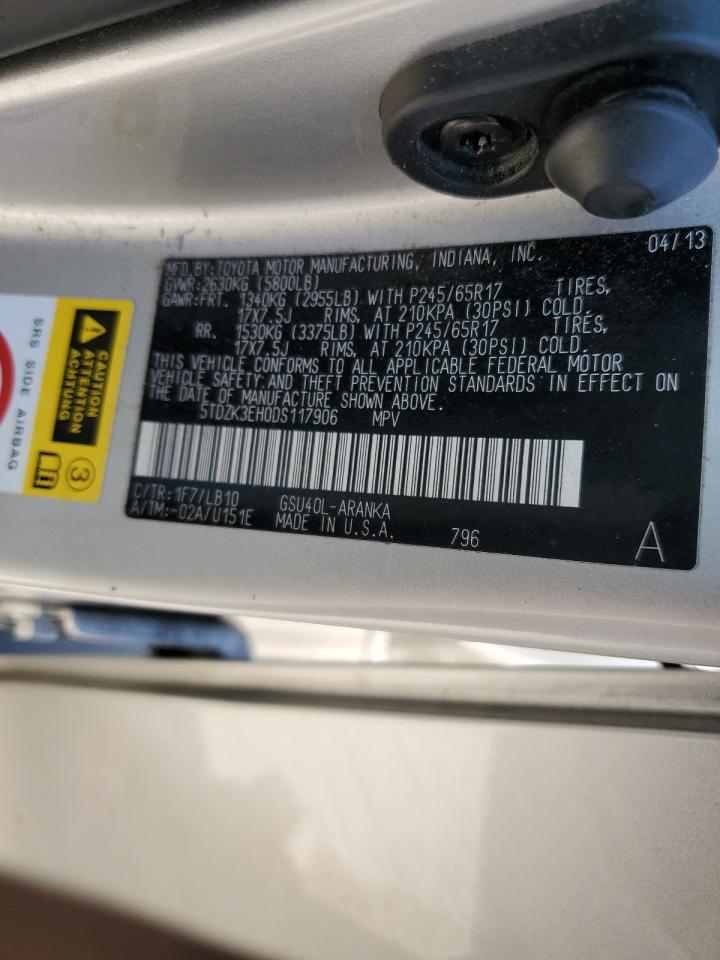 04/13
MFD. BY: TOYOTA MOTOR MANUFACTURING, INDIANA, INC.
GVWR: 2630KG (5800LB)
GAWR: FRT. 1340KG (2955LB) WITH P245/65R17 TIRES,
17X7.5J RIMS, AT 210KPA (30PSI) COLD.
RR. 1530KG (3375LB) WITH P245/65R17 TIRES,
17X7.5J RIMS, AT 210KPA (30PSI) COLD.
THIS VEHICLE CONFORMS TO ALL APPLICABLE FEDERAL MOTOR
VEHICLE SAFETY AND THEFT PREVENTION STANDARDS IN EFFECT ON
THE DATE OF MANUFACTURE SHOWN ABOVE.
5TDZK3EH0DS117906 MPV
C/TR: 1F7/LB10 GSU40L-ARANKA
A/TM: -02A/U151E MADE IN U.S.A. 796 A
CAUTION
ATTENTION
ACHTUNG
SRS SIDE AIRBAG
3